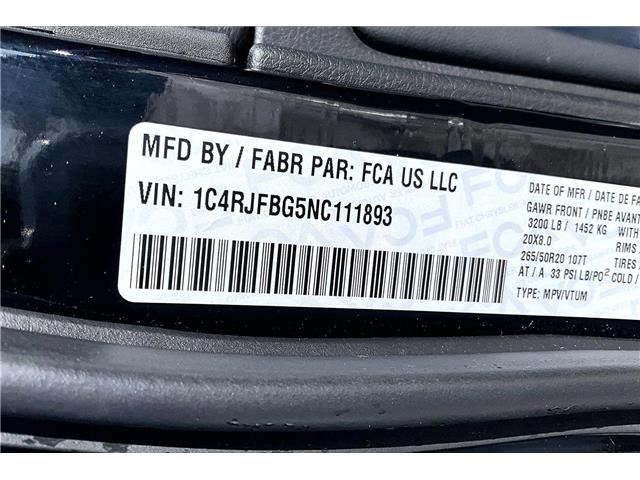 MFD BY / FABR PAR: FCA US LLC
VIN: 1C4RJFBG5NC111893
DATE OF MFR / DATE DE
GAWR FRONT / PNBE AVANT
3200 LB / 1452 KG
20X8.0 RIMS
265/50R20 107T TIRES
AT / A 33 PSI LB/PO² COLD /
TYPE: MPV/VTUM